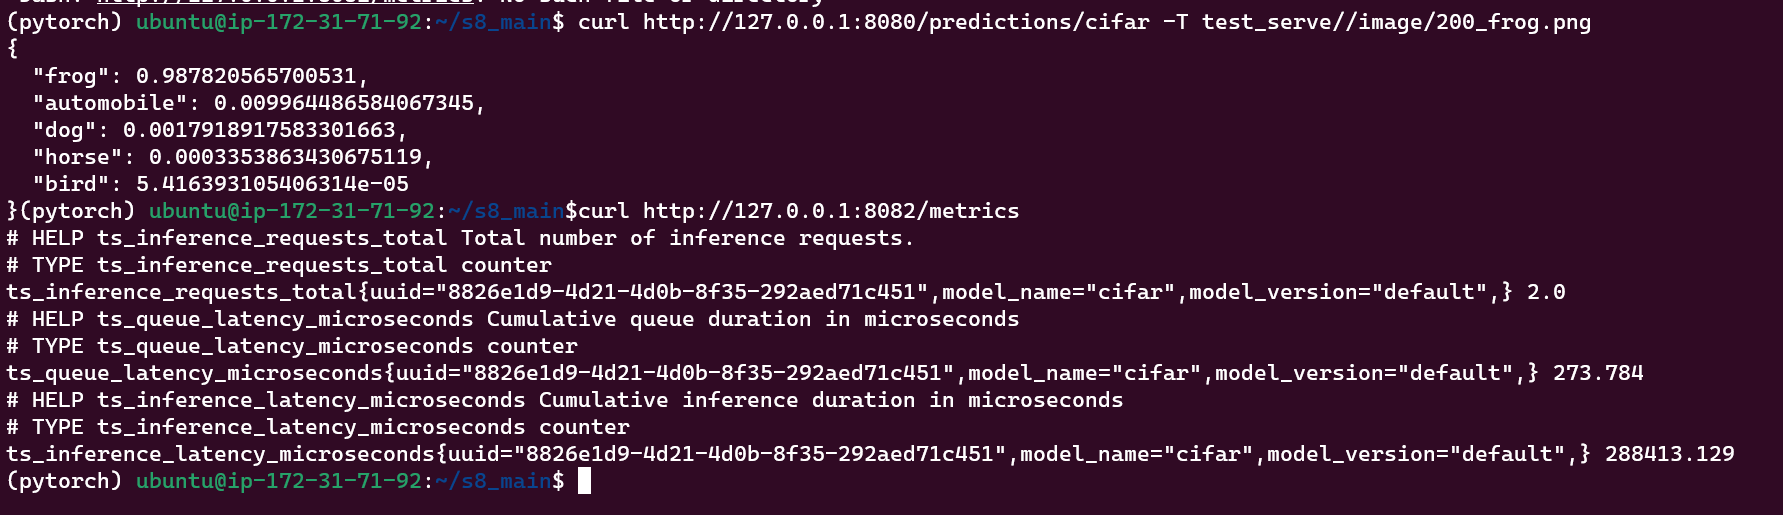 (pytorch) ubuntu@ip-172-31-71-92:~/s8_main$ curl http://127.0.0.1:8080/predictions/cifar -T test_serve//image/200_frog.png
{
  "frog": 0.987820565700531,
  "automobile": 0.009964486584067345,
  "dog": 0.0017918917583301663,
  "horse": 0.0003353863430675119,
  "bird": 5.416393105406314e-05
}(pytorch) ubuntu@ip-172-31-71-92:~/s8_main$curl http://127.0.0.1:8082/metrics
# HELP ts_inference_requests_total Total number of inference requests.
# TYPE ts_inference_requests_total counter
ts_inference_requests_total{uuid="8826e1d9-4d21-4d0b-8f35-292aed71c451",model_name="cifar",model_version="default",} 2.0
# HELP ts_queue_latency_microseconds Cumulative queue duration in microseconds
# TYPE ts_queue_latency_microseconds counter
ts_queue_latency_microseconds{uuid="8826e1d9-4d21-4d0b-8f35-292aed71c451",model_name="cifar",model_version="default",} 273.784
# HELP ts_inference_latency_microseconds Cumulative inference duration in microseconds
# TYPE ts_inference_latency_microseconds counter
ts_inference_latency_microseconds{uuid="8826e1d9-4d21-4d0b-8f35-292aed71c451",model_name="cifar",model_version="default",} 288413.129
(pytorch) ubuntu@ip-172-31-71-92:~/s8_main$